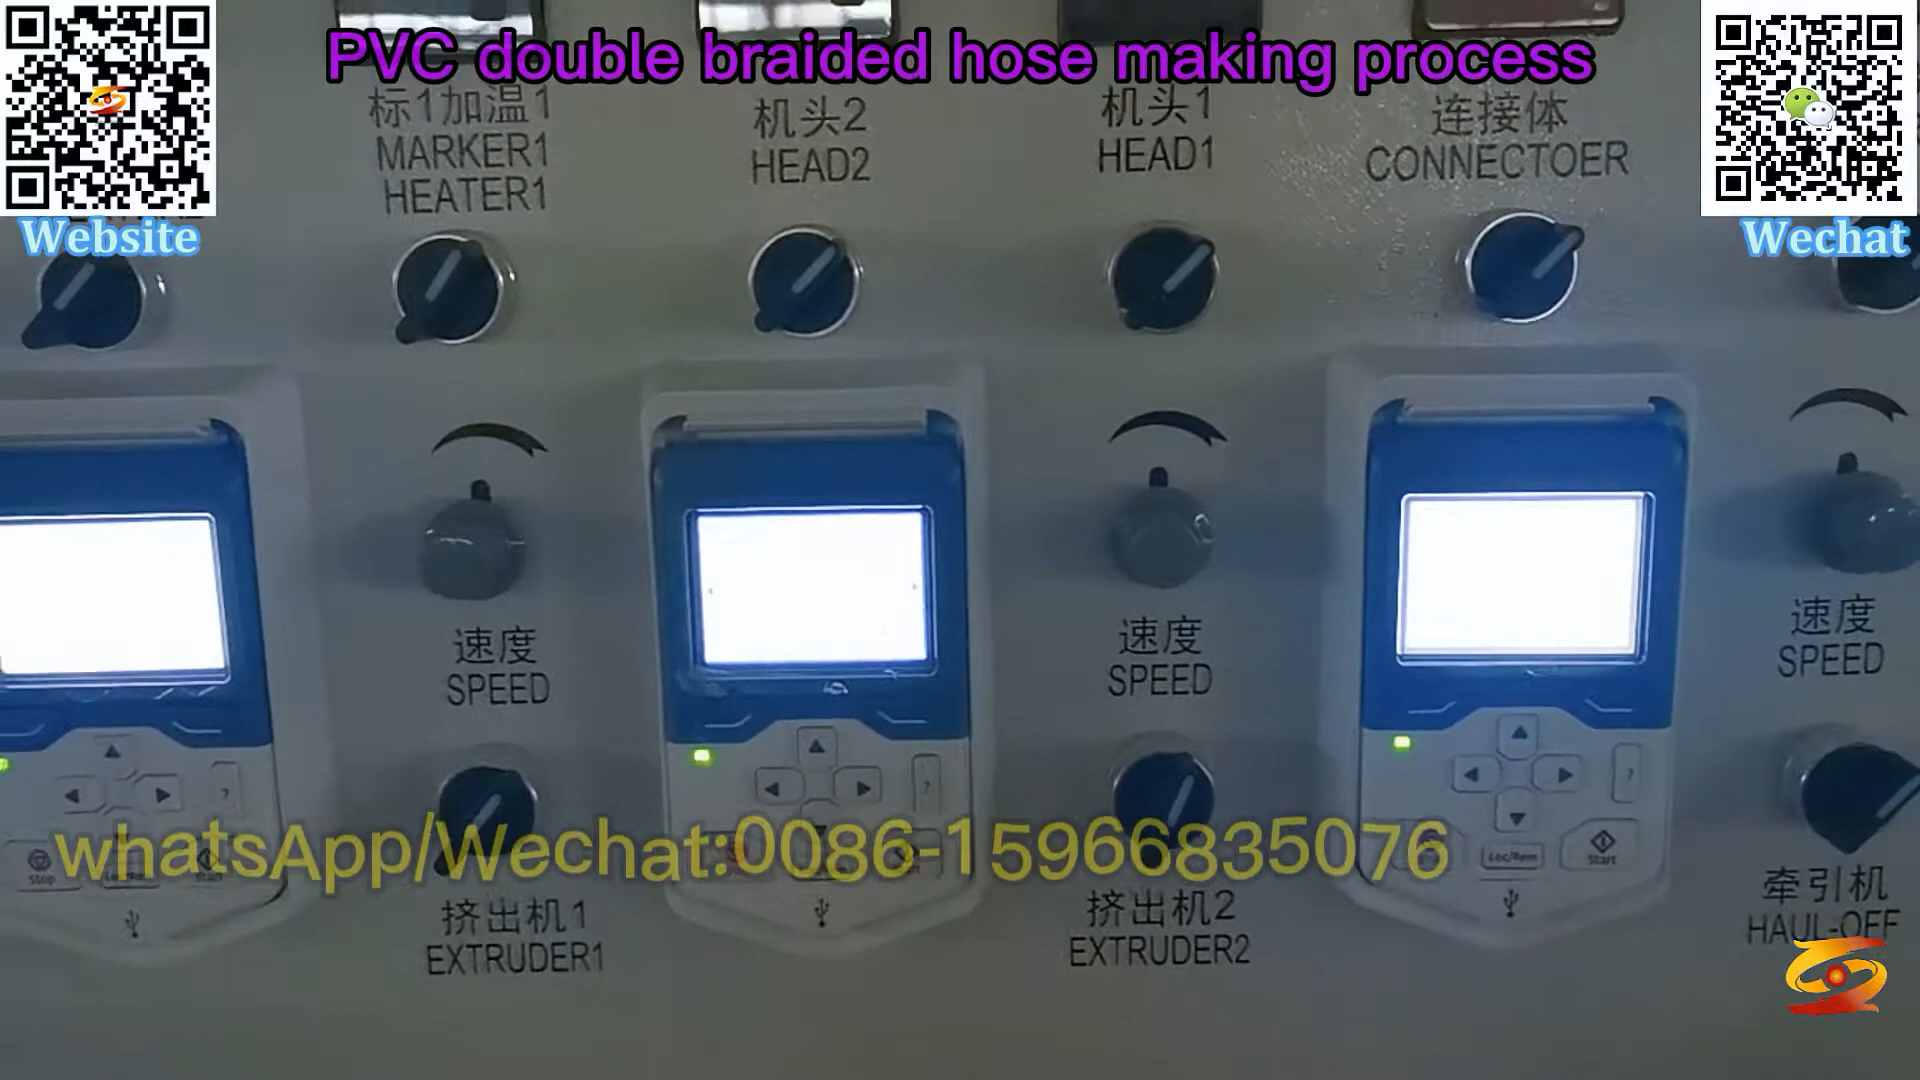 PVC double braided hose making process
Website
Wechat
标1加温1
MARKER1
HEATER1
机头2
HEAD2
机头1
HEAD1
连接体
CONNECTOER
速度
SPEED
速度
SPEED
速度
SPEED
?
?
?
Stop
Start
Loc/Rem
Start
whatsApp/Wechat:0086-15966835076
挤出机1
EXTRUDER1
挤出机2
EXTRUDER2
牵引机
HAUL-OFF